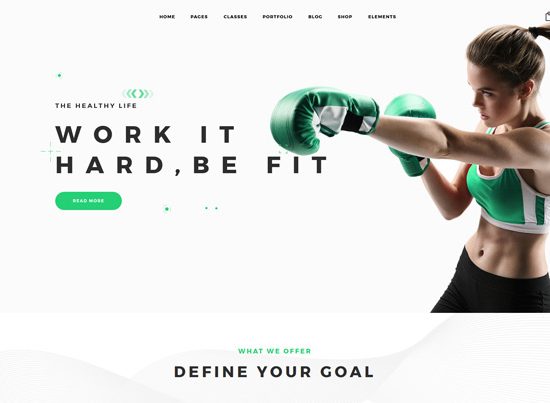 HOME PAGES CLASSES PORTFOLIO BLOG SHOP ELEMENTS
THE HEALTHY LIFE
WORK IT
HARD,BE FIT
READ MORE
WHAT WE OFFER
DEFINE YOUR GOAL